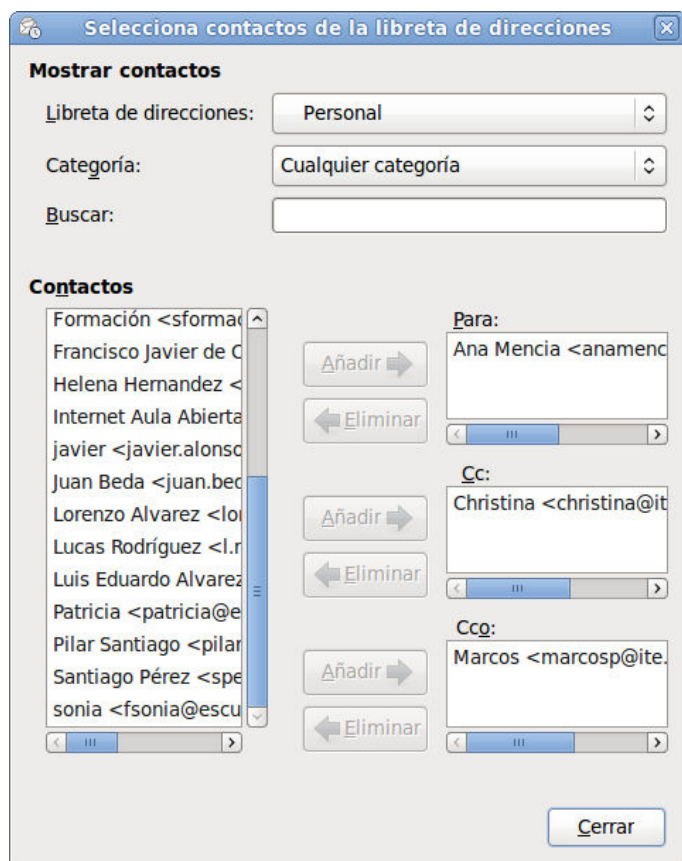 Selecciona contactos de la libreta de direcciones
Mostrar contactos
Libreta de direcciones: Personal
Categoría: Cualquier categoría
Buscar:
Contactos
Formación <sformac
Francisco Javier de C
Helena Hernandez <
Internet Aula Abierta
javier <javier.alonso
Juan Beda <juan.bed
Lorenzo Alvarez <lor
Lucas Rodríguez <l.r
Luis Eduardo Alvarez
Patricia <patricia@e
Pilar Santiago <pilar
Santiago Pérez <spe
sonia <fsonia@escu
Para:
Añadir
Eliminar
Ana Mencia <anamenc
Cc:
Añadir
Eliminar
Christina <christina@it
Cco:
Añadir
Eliminar
Marcos <marcosp@ite.
Cerrar